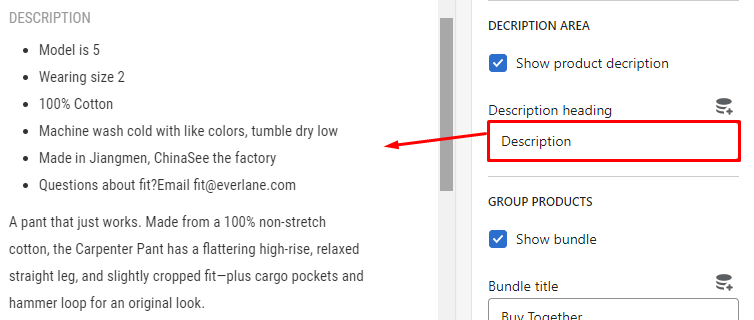 DESCRIPTION
Model is 5
Wearing size 2
100% Cotton
Machine wash cold with like colors, tumble dry low
Made in Jiangmen, ChinaSee the factory
Questions about fit?Email fit@everlane.com
A pant that just works. Made from a 100% non-stretch
cotton, the Carpenter Pant has a flattering high-rise, relaxed
straight leg, and slightly cropped fit—plus cargo pockets and
hammer loop for an original look.
DECRIPTION AREA
Show product decription
Description heading
Description
GROUP PRODUCTS
Show bundle
Bundle title
Buy Together